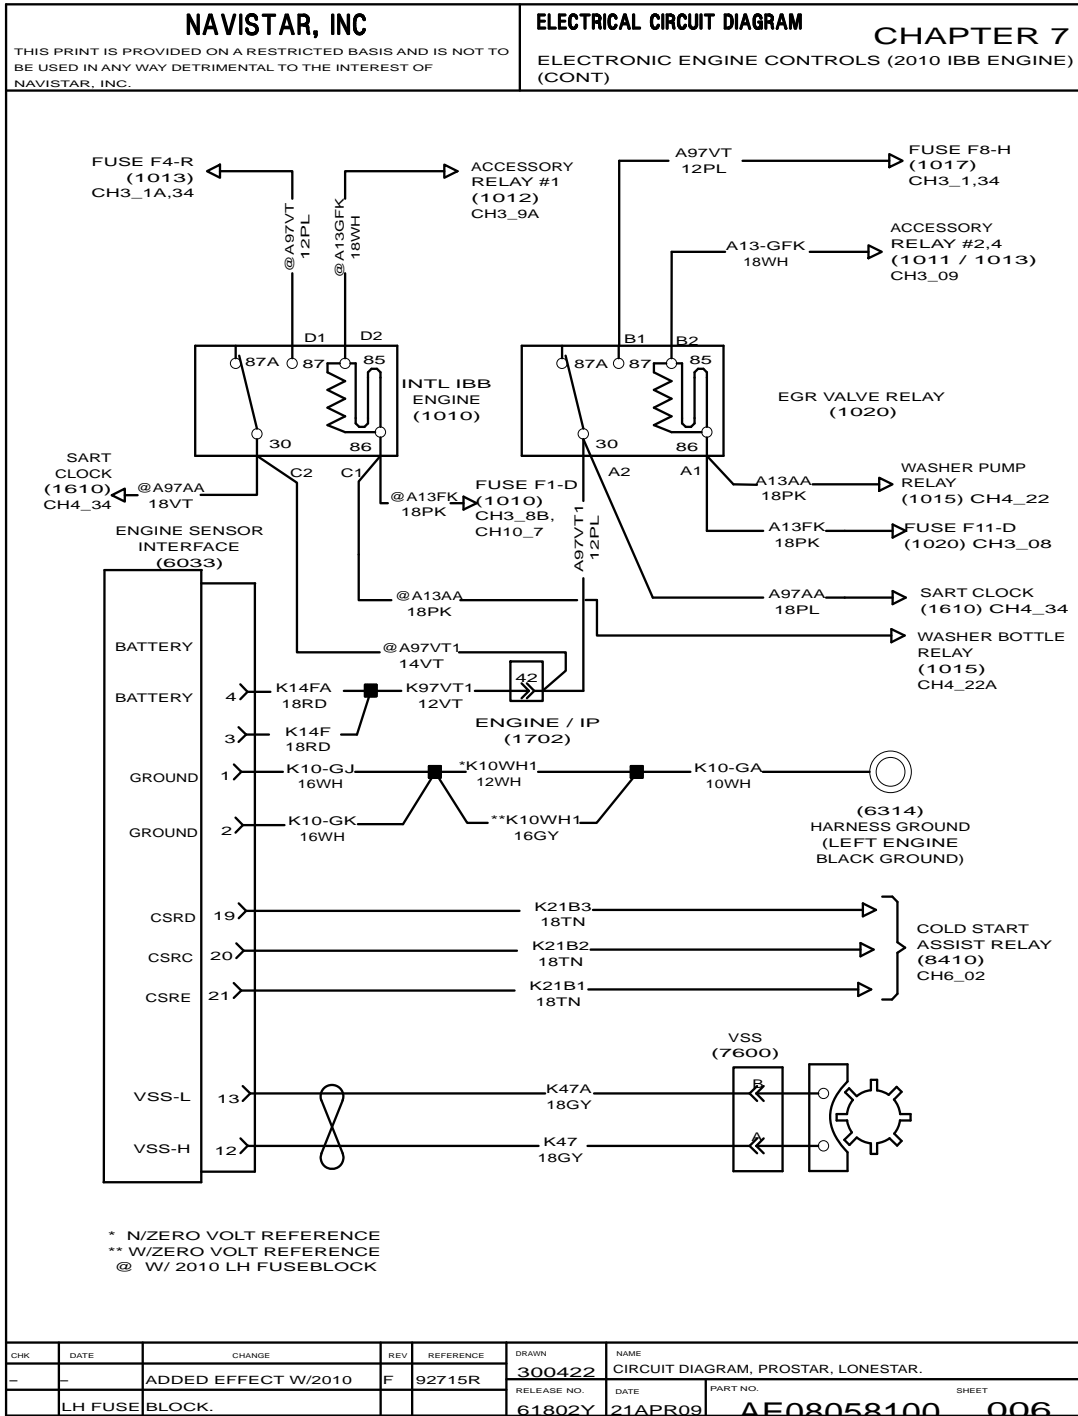 NAVISTAR, INC
THIS PRINT IS PROVIDED ON A RESTRICTED BASIS AND IS NOT TO
BE USED IN ANY WAY DETRIMENTAL TO THE INTEREST OF
NAVISTAR, INC.
ELECTRICAL CIRCUIT DIAGRAM
CHAPTER 7
ELECTRONIC ENGINE CONTROLS (2010 IBB ENGINE)
(CONT)
FUSE F4-R
(1013)
CH3_1A,34
@A97VT
12PL
@A13GFK
18WH
ACCESSORY
RELAY #1
(1012)
CH3_9A
A97VT
12PL
FUSE F8-H
(1017)
CH3_1,34
A13-GFK
18WH
ACCESSORY
RELAY #2,4
(1011 / 1013)
CH3_09
D1
D2
87A
87
85
30
86
INTL IBB
ENGINE
(1010)
C2
C1
B1
B2
87A
87
85
30
86
A2
A1
EGR VALVE RELAY
(1020)
SART
CLOCK
(1610)
CH4_34
@A97AA
18VT
@A13FK
18PK
FUSE F1-D
(1010)
CH3_8B,
CH10_7
A97VT1
12PL
A13AA
18PK
WASHER PUMP
RELAY
(1015) CH4_22
A13FK
18PK
FUSE F11-D
(1020) CH3_08
A97AA
18PL
SART CLOCK
(1610) CH4_34
WASHER BOTTLE
RELAY
(1015)
CH4_22A
ENGINE SENSOR
INTERFACE
(6033)
@A13AA
18PK
@A97VT1
14VT
BATTERY
BATTERY
4
K14FA
18RD
K97VT1
12VT
42
ENGINE / IP
(1702)
3
K14F
18RD
GROUND
1
K10-GJ
16WH
*K10WH1
12WH
K10-GA
10WH
GROUND
2
K10-GK
16WH
**K10WH1
16GY
(6314)
HARNESS GROUND
(LEFT ENGINE
BLACK GROUND)
CSRD
19
K21B3
18TN
CSRC
20
K21B2
18TN
CSRE
21
K21B1
18TN
COLD START
ASSIST RELAY
(8410)
CH6_02
VSS
(7600)
VSS-L
13
K47A
18GY
B
VSS-H
12
K47
18GY
A
* N/ZERO VOLT REFERENCE
** W/ZERO VOLT REFERENCE
@ W/ 2010 LH FUSEBLOCK
CHK DATE CHANGE REV REFERENCE
– – ADDED EFFECT W/2010 F 92715R
LH FUSE BLOCK.
DRAWN
300422
NAME
CIRCUIT DIAGRAM, PROSTAR, LONESTAR.
RELEASE NO.
61802Y
DATE
21APR09
PART NO.
AE08058100
SHEET
006